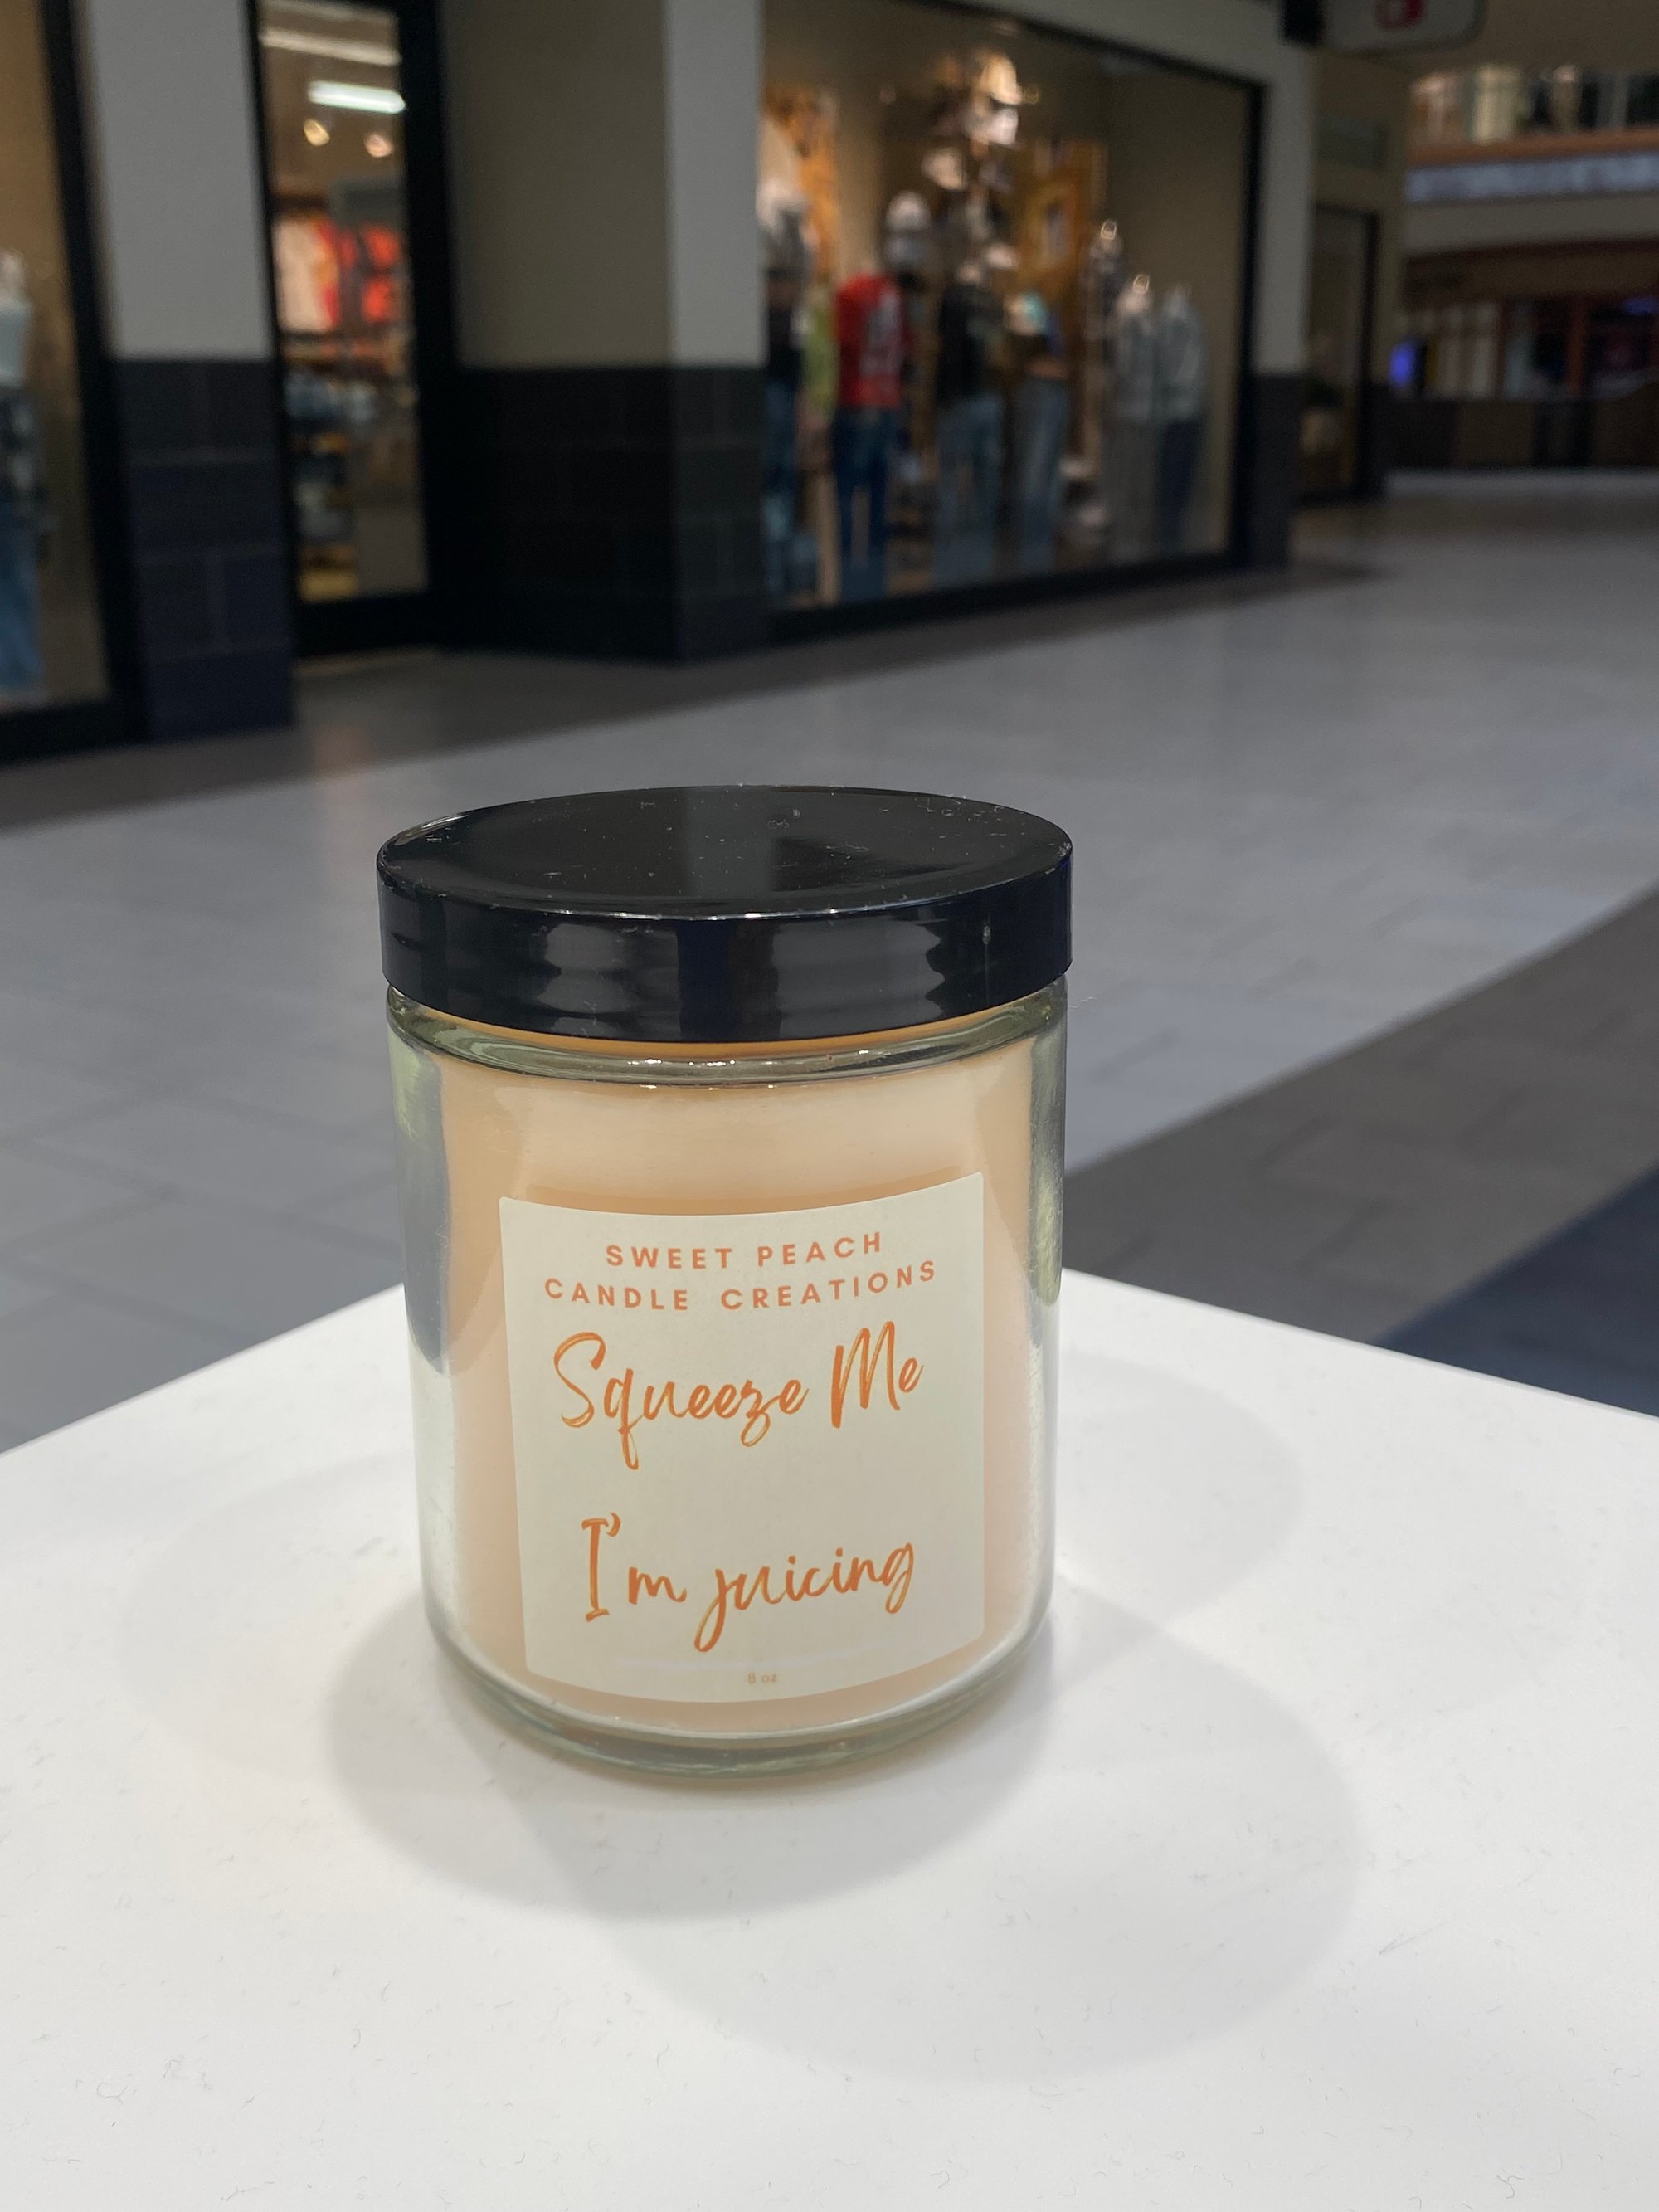 SWEET PEACH
CANDLE CREATIONS
Squeeze Me
I'm juicing
8 oz